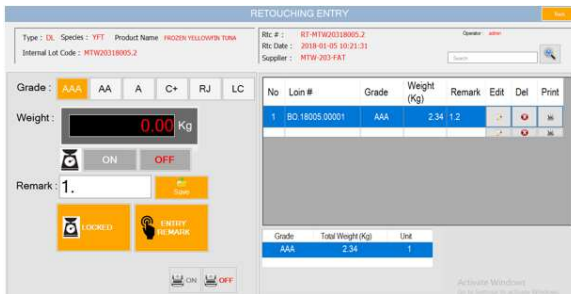 RETOUCHING ENTRY
Back
Type : DL Species : YFT Product Name FROZEN YELLOWFIN TUNA
Internal Lot Code : MTW20318005.2
Rtc # : RT-MTW20318005.2
Rtc Date : 2018-01-05 10:21:31
Supplier : MTW-203-FAT
Operator admin
Search
Grade : AAA AA A C+ RJ LC
Weight : 0.00 Kg
ON OFF
Remark : 1.
Save
LOCKED
ENTRY REMARK
ON OFF
No Loin # Grade Weight (Kg) Remark Edit Del Print
1 BO.18005.00001 AAA 2.34 1.2
Grade Total Weight (Kg) Unit
AAA 2.34 1
Activate Windows